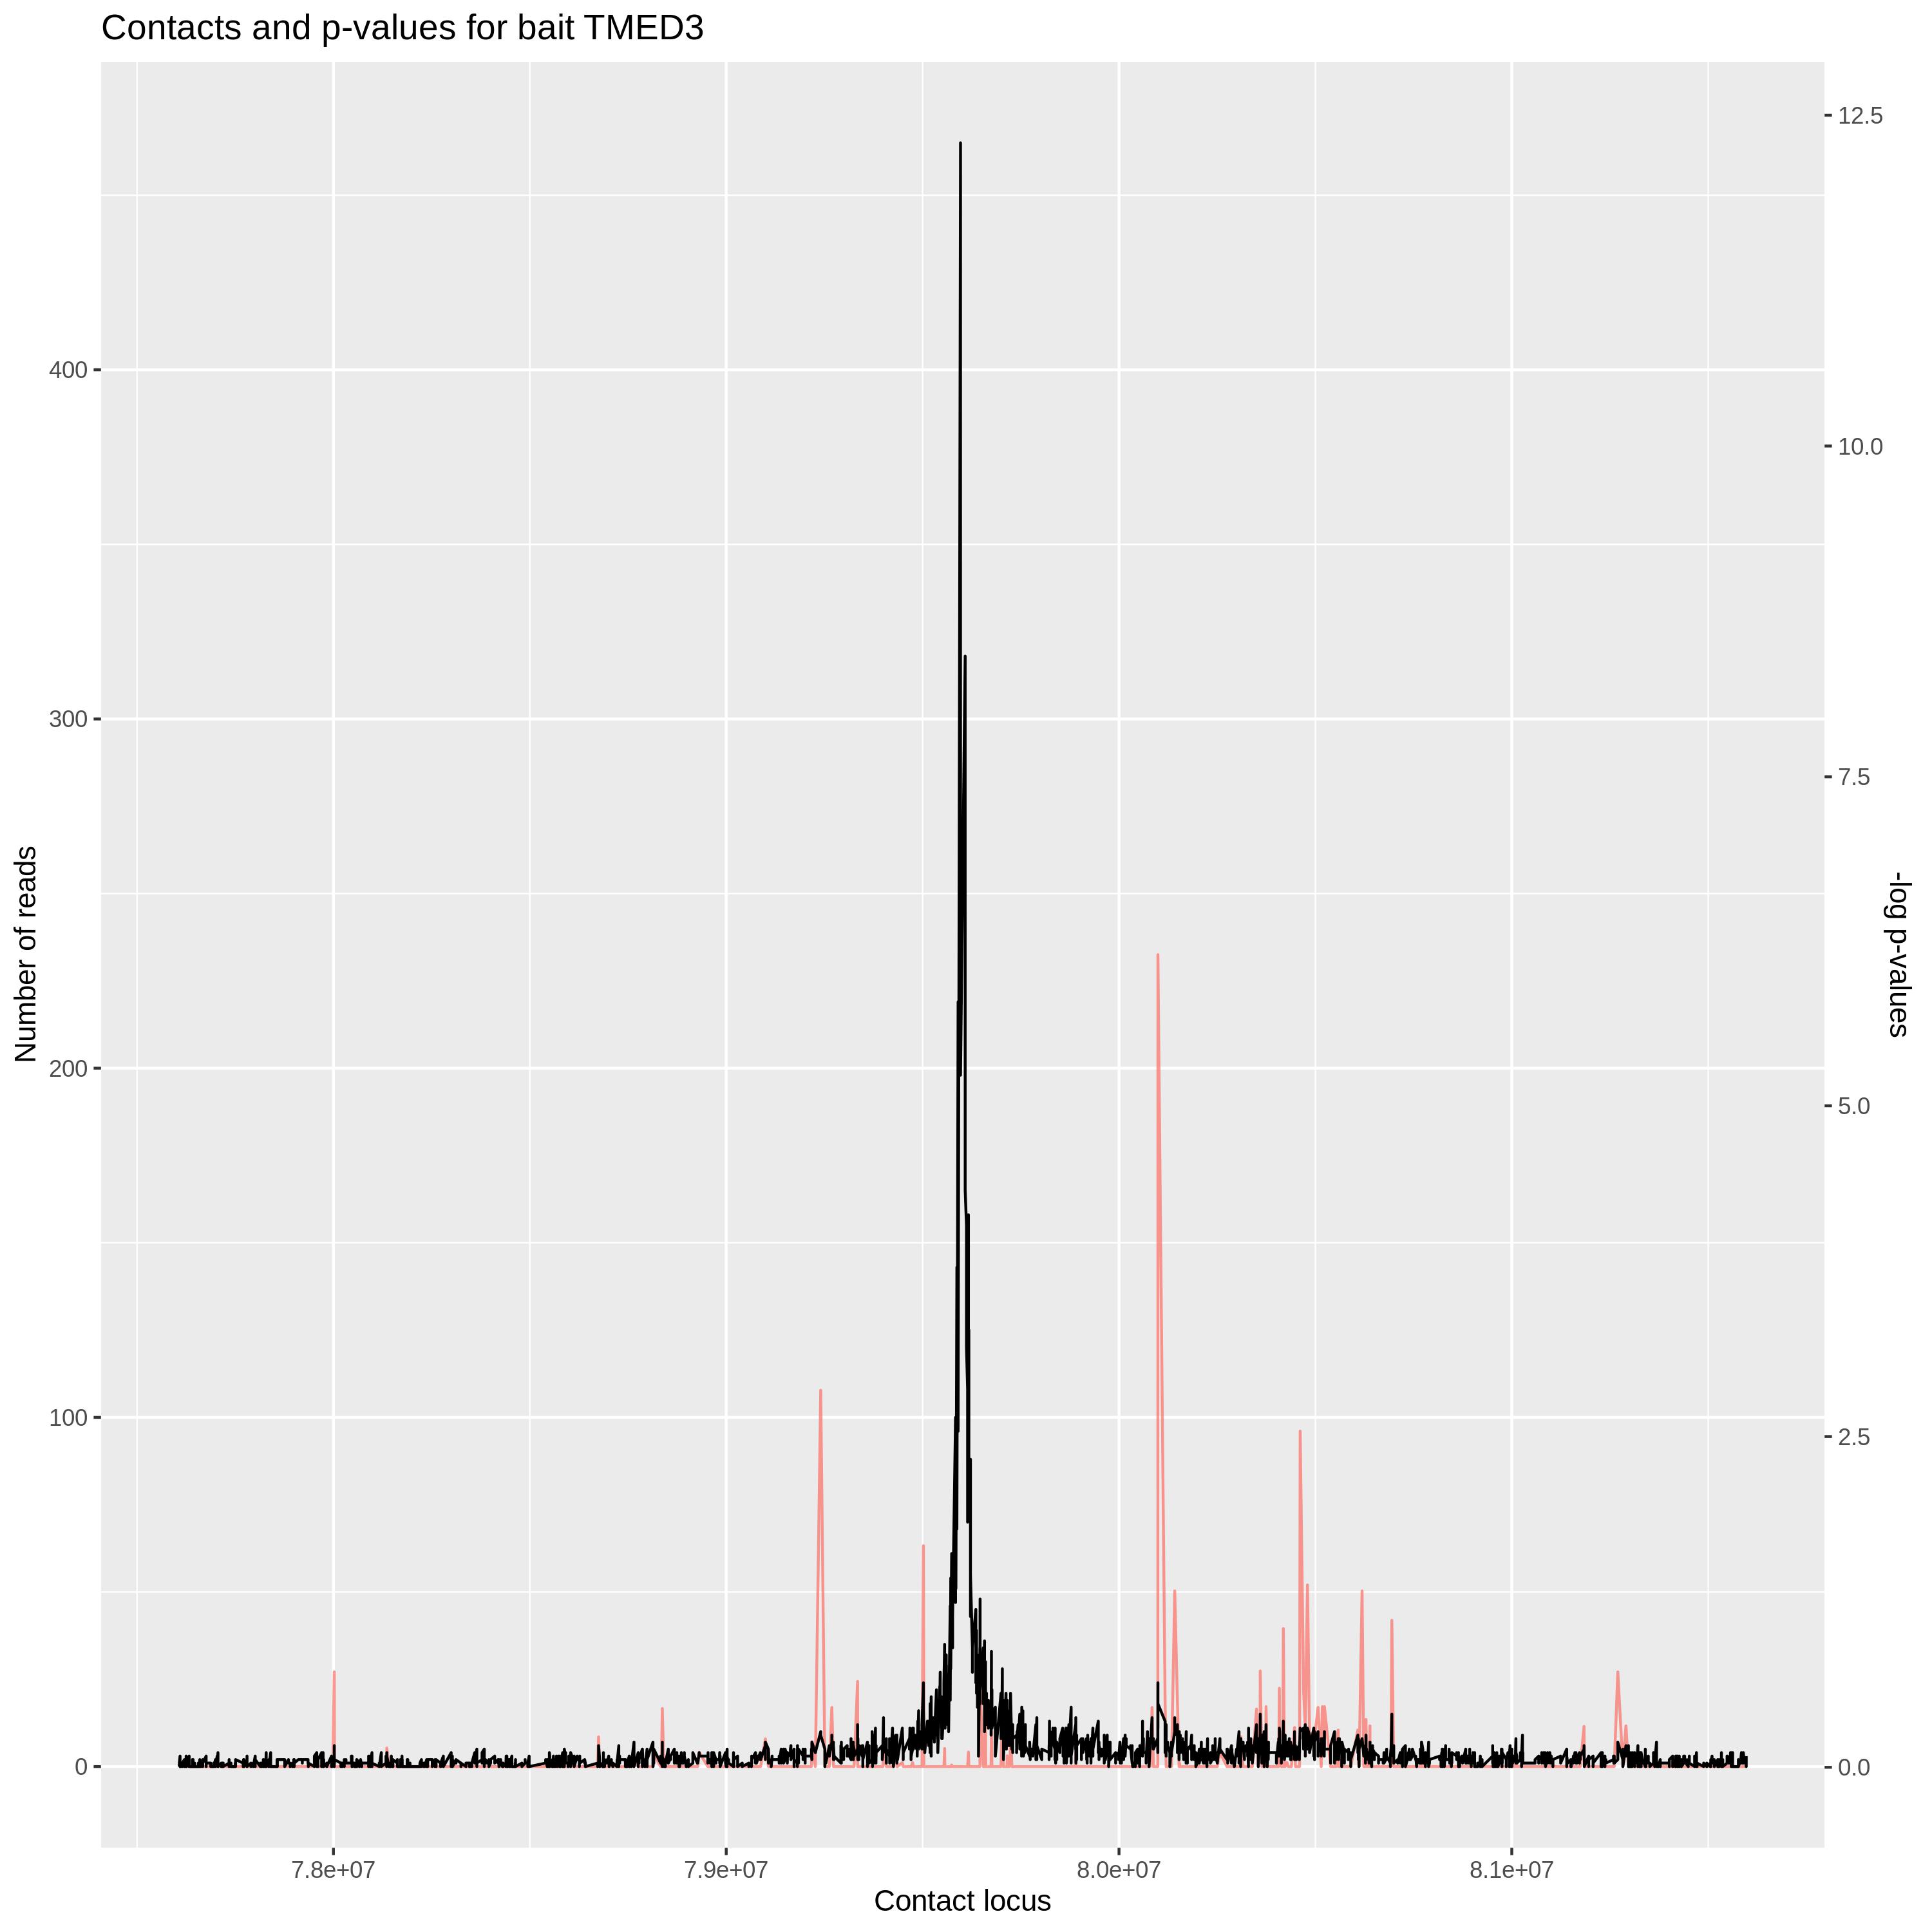 Contacts and p-values for bait TMED3
400
300
200
100
0
Number of reads
12.5
10.0
7.5
5.0
2.5
0.0
-log p-values
7.8e+07
7.9e+07
8.0e+07
8.1e+07
Contact locus